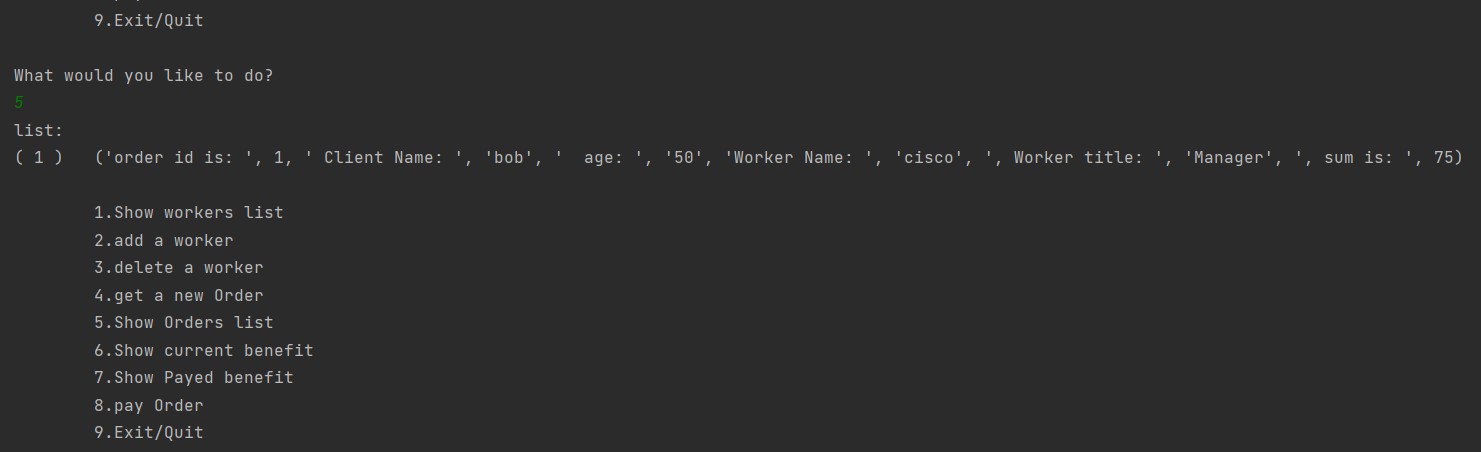 9.Exit/Quit
What would you like to do?
5
list:
( 1 )   ('order id is: ', 1, ' Client Name: ', 'bob', '  age: ', '50', 'Worker Name: ', 'cisco', ', Worker title: ', 'Manager', ', sum is: ', 75)
1.Show workers list
2.add a worker
3.delete a worker
4.get a new Order
5.Show Orders list
6.Show current benefit
7.Show Payed benefit
8.pay Order
9.Exit/Quit